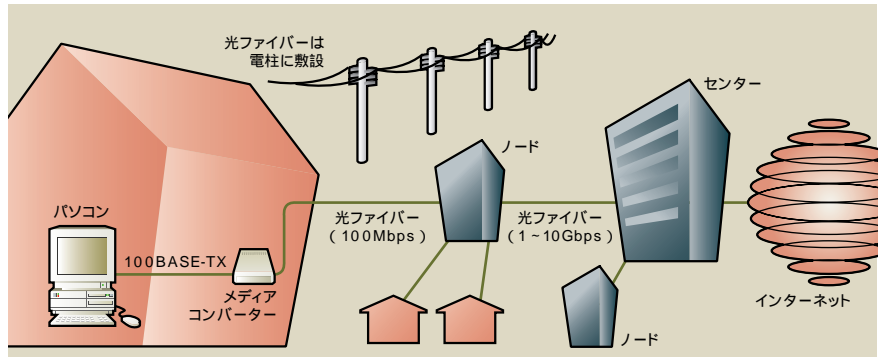 光ファイバーは
電柱に敷設
センター
ノード
パソコン
光ファイバー
(100Mbps)
光ファイバー
(1~10Gbps)
100BASE-TX
メディア
コンバーター
インターネット
ノード